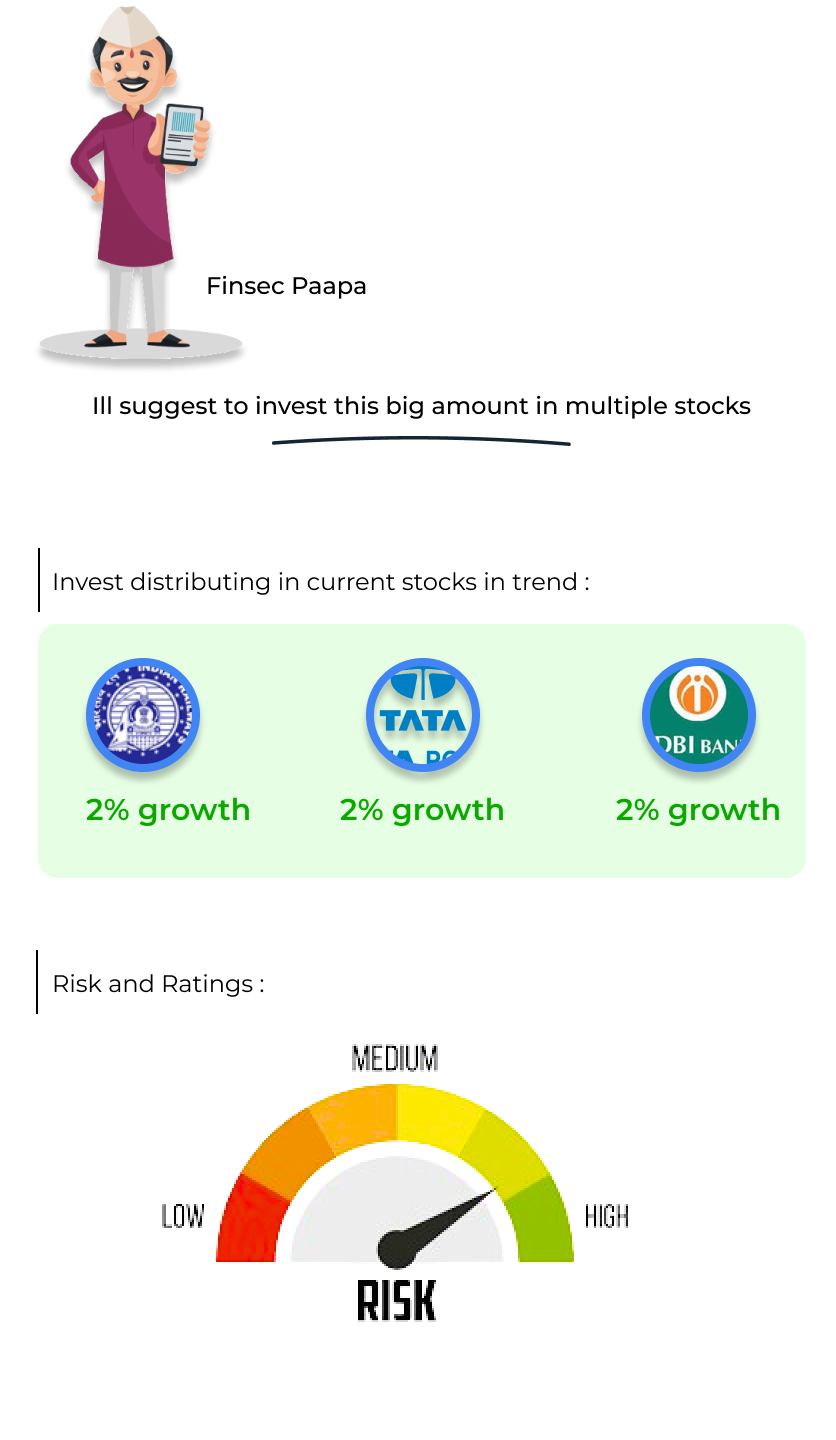 Finsec Paapa
Ill suggest to invest this big amount in multiple stocks
Invest distributing in current stocks in trend :
INDIAN RAILWAYS
TATA
DBI BAN
2% growth 2% growth 2% growth
Risk and Ratings :
MEDIUM
LOW
HIGH
RISK